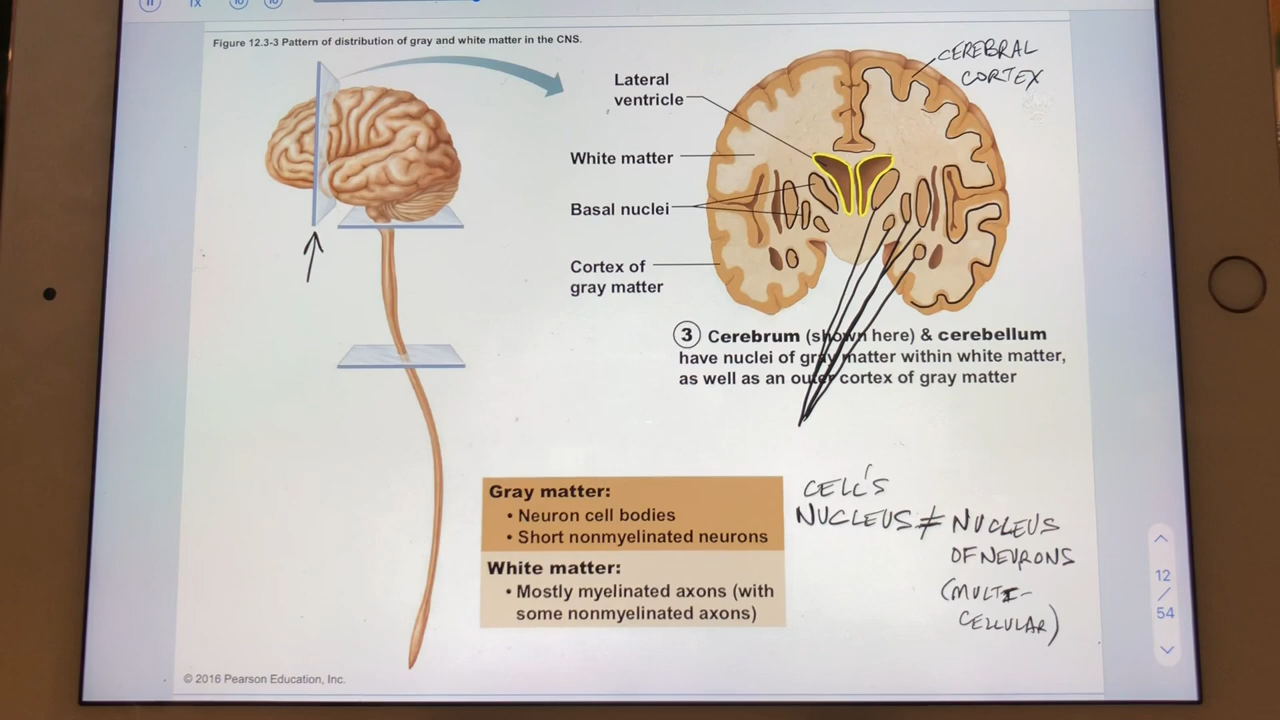 11 1x 10 10
Figure 12.3-3 Pattern of distribution of gray and white matter in the CNS.
CEREBRAL
CORTEX
Lateral
ventricle
White matter
Basal nuclei
Cortex of
gray matter
3 Cerebrum (shown here) & cerebellum
have nuclei of gray matter within white matter,
as well as an outer cortex of gray matter
Gray matter:
• Neuron cell bodies
• Short nonmyelinated neurons
White matter:
• Mostly myelinated axons (with
some nonmyelinated axons)
CELL'S
NUCLEUS ≠ NUCLEUS
OF NEURONS
(MULTI-
CELLULAR)
12
/
54
© 2016 Pearson Education, Inc.